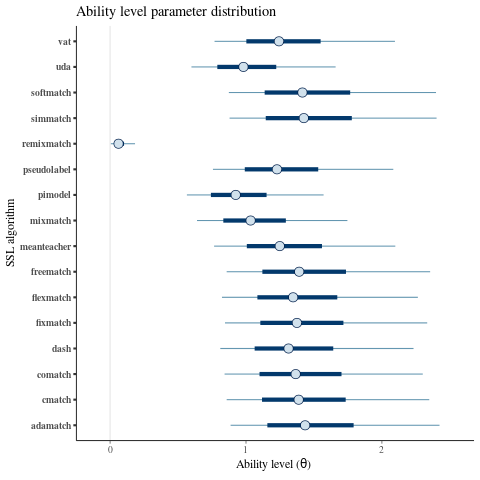 Ability level parameter distribution
vat
uda
softmatch
simmatch
remixmatch
pseudolabel
pimodel
mixmatch
meanteacher
freematch
flexmatch
fixmatch
dash
comatch
cmatch
adamatch
SSL algorithm
0 1 2
Ability level (θ)